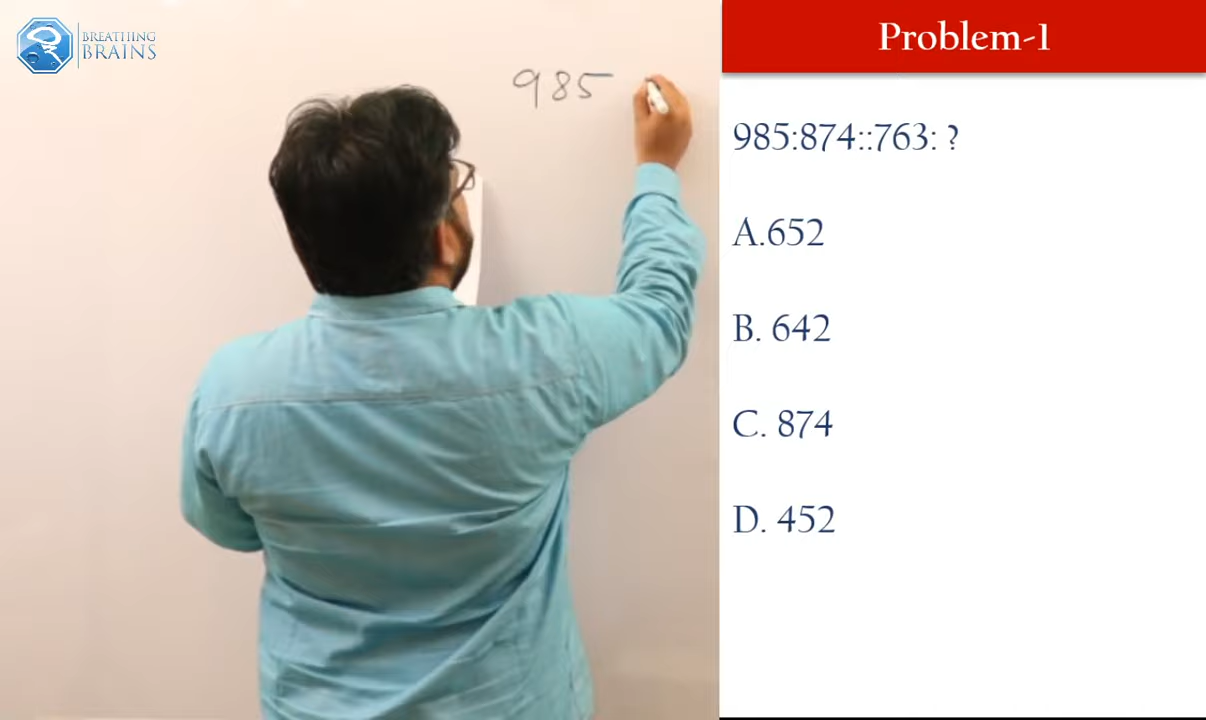 BREATHING
BRAINS
985
Problem-1
985:874::763: ?
A.652
B. 642
C. 874
D. 452